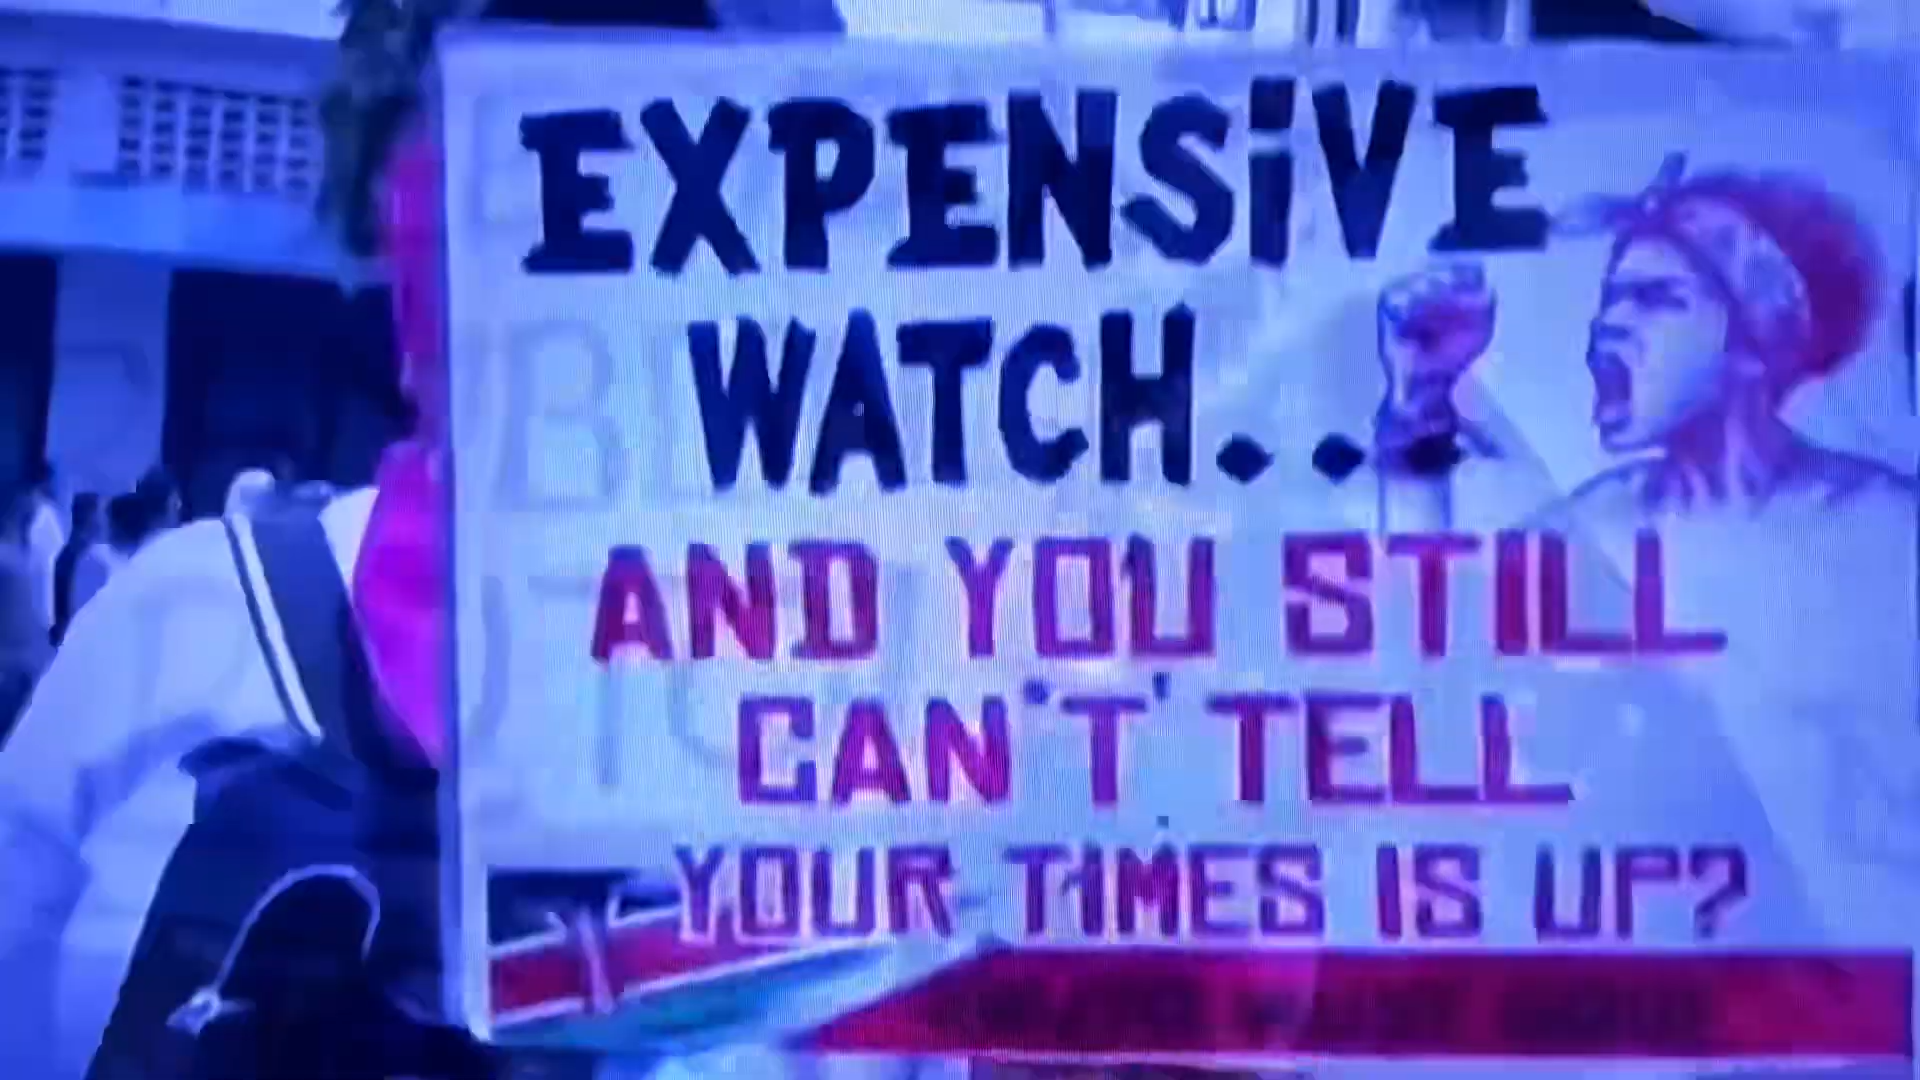 EXPENSiVE
WATCH...
AND YOU STILL
CAN'T' TELL
YOUR TIMES IS UP?